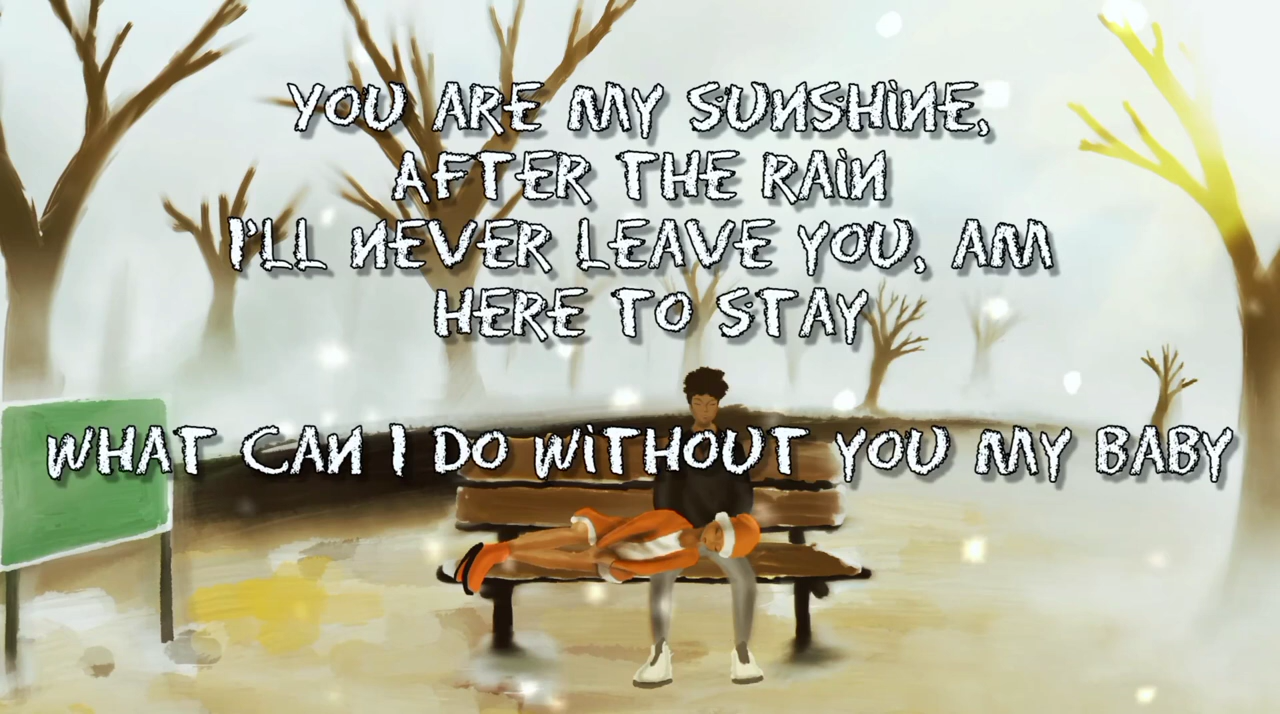 YOU ARE MY SUNSHINE,
AFTER THE RAIN
I'LL NEVER LEAVE YOU, AM
HERE TO STAY
WHAT CAN I DO WITHOUT YOU MY BABY